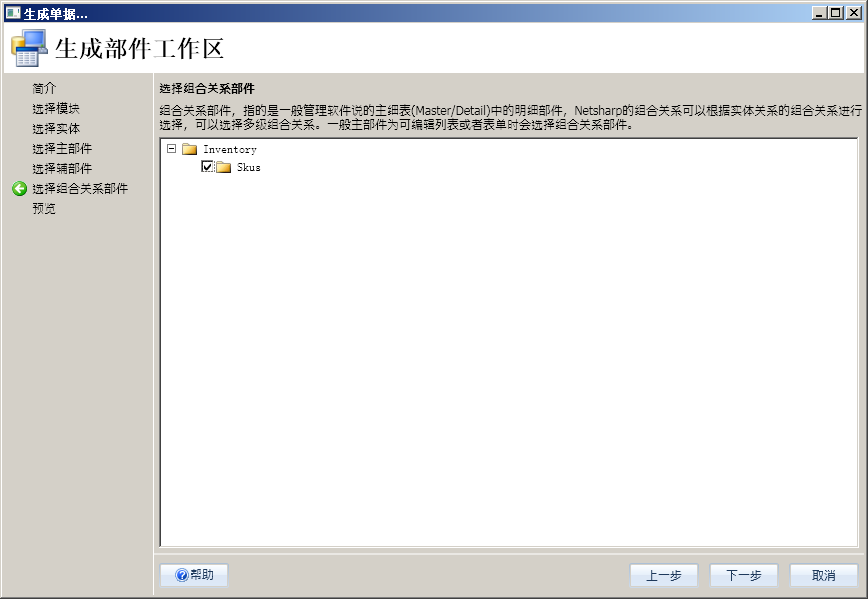 生成单据...
生成部件工作区
简介
选择模块
选择实体
选择主部件
选择辅部件
选择组合关系部件
预览
选择组合关系部件
组合关系部件，指的是一般管理软件说的主细表(Master/Detail)中的明细部件，Netsharp的组合关系可以根据实体关系的组合关系进行
选择，可以选择多级组合关系。一般主部件为可编辑列表或者表单时会选择组合关系部件。
Inventory
Skus
帮助
上一步
下一步
取消